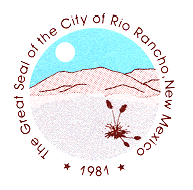 The Great Seal of the City of Rio Rancho, New Mexico
★ 1981 ★